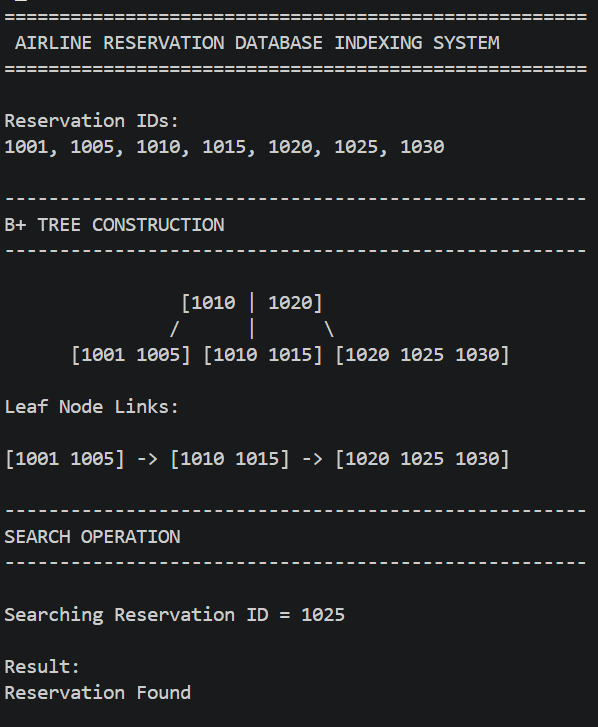 =====================================================
 AIRLINE RESERVATION DATABASE INDEXING SYSTEM
=====================================================
Reservation IDs:
1001, 1005, 1010, 1015, 1020, 1025, 1030
-----------------------------------------------------
B+ TREE CONSTRUCTION
-----------------------------------------------------
                [1010 | 1020]
               /      |      \
      [1001 1005] [1010 1015] [1020 1025 1030]
Leaf Node Links:
[1001 1005] -> [1010 1015] -> [1020 1025 1030]
-----------------------------------------------------
SEARCH OPERATION
-----------------------------------------------------
Searching Reservation ID = 1025
Result:
Reservation Found